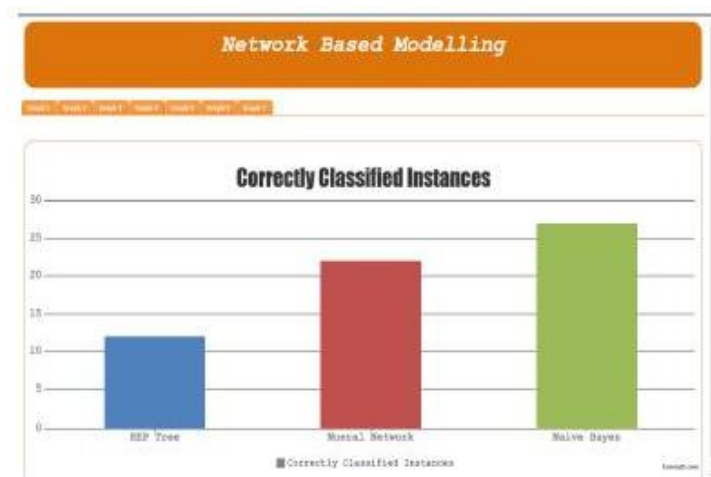 Network Based Modelling
Correctly Classified Instances
30
25
20
15
10
5
0
REP Tree Nueral Network Naive Bayes
Correctly Classified Instances